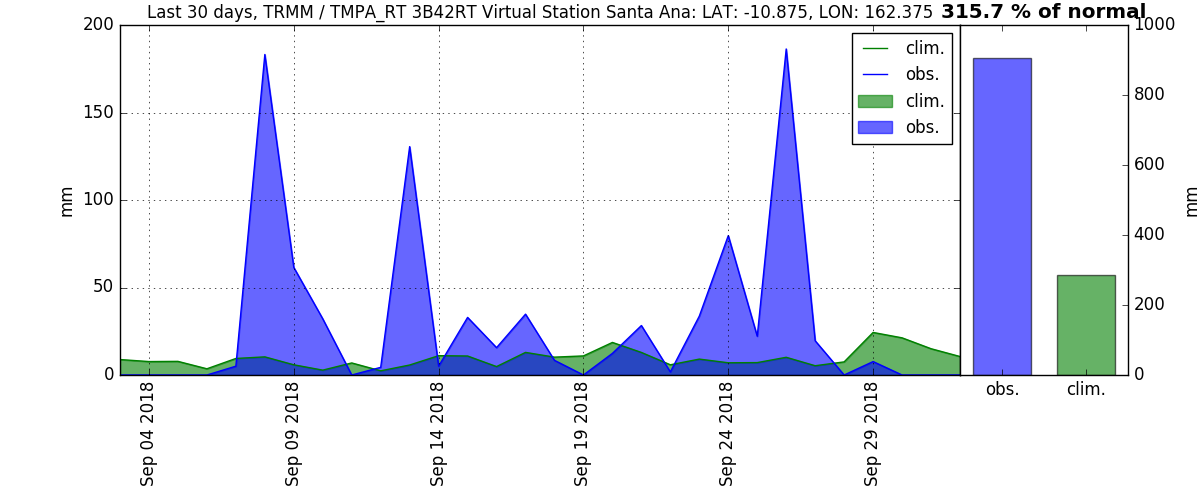 Last 30 days, TRMM / TMPA_RT 3B42RT Virtual Station Santa Ana: LAT: -10.875, LON: 162.375 315.7 % of normal
200
150
100
50
0
mm
clim.
obs.
clim.
obs.
Sep 04 2018
Sep 09 2018
Sep 14 2018
Sep 19 2018
Sep 24 2018
Sep 29 2018
1000
800
600
400
200
0
mm
obs.
clim.